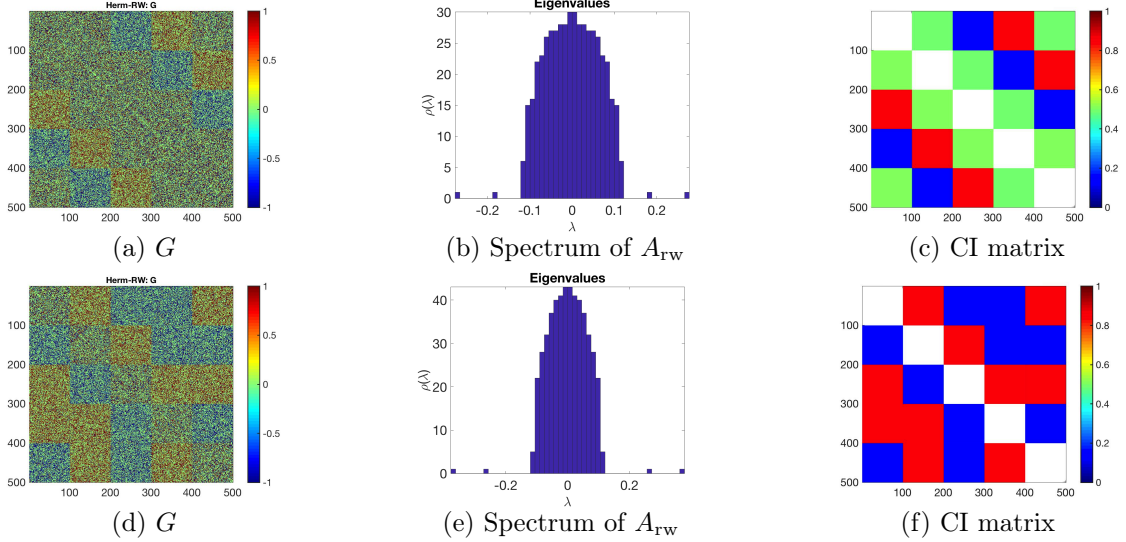 Herm-RW: G
100
200
300
400
500
100 200 300 400 500
1
0.5
0
-0.5
-1
(a) G
Eigenvalues
30
25
20
15
10
5
0
ρ(λ)
-0.2 -0.1 0 0.1 0.2
λ
(b) Spectrum of A_rw
100
200
300
400
500
100 200 300 400 500
1
0.8
0.6
0.4
0.2
0
(c) CI matrix
Herm-RW: G
100
200
300
400
500
100 200 300 400 500
1
0.5
0
-0.5
-1
(d) G
Eigenvalues
40
30
20
10
0
ρ(λ)
-0.2 0 0.2
λ
(e) Spectrum of A_rw
100
200
300
400
500
100 200 300 400 500
1
0.8
0.6
0.4
0.2
0
(f) CI matrix